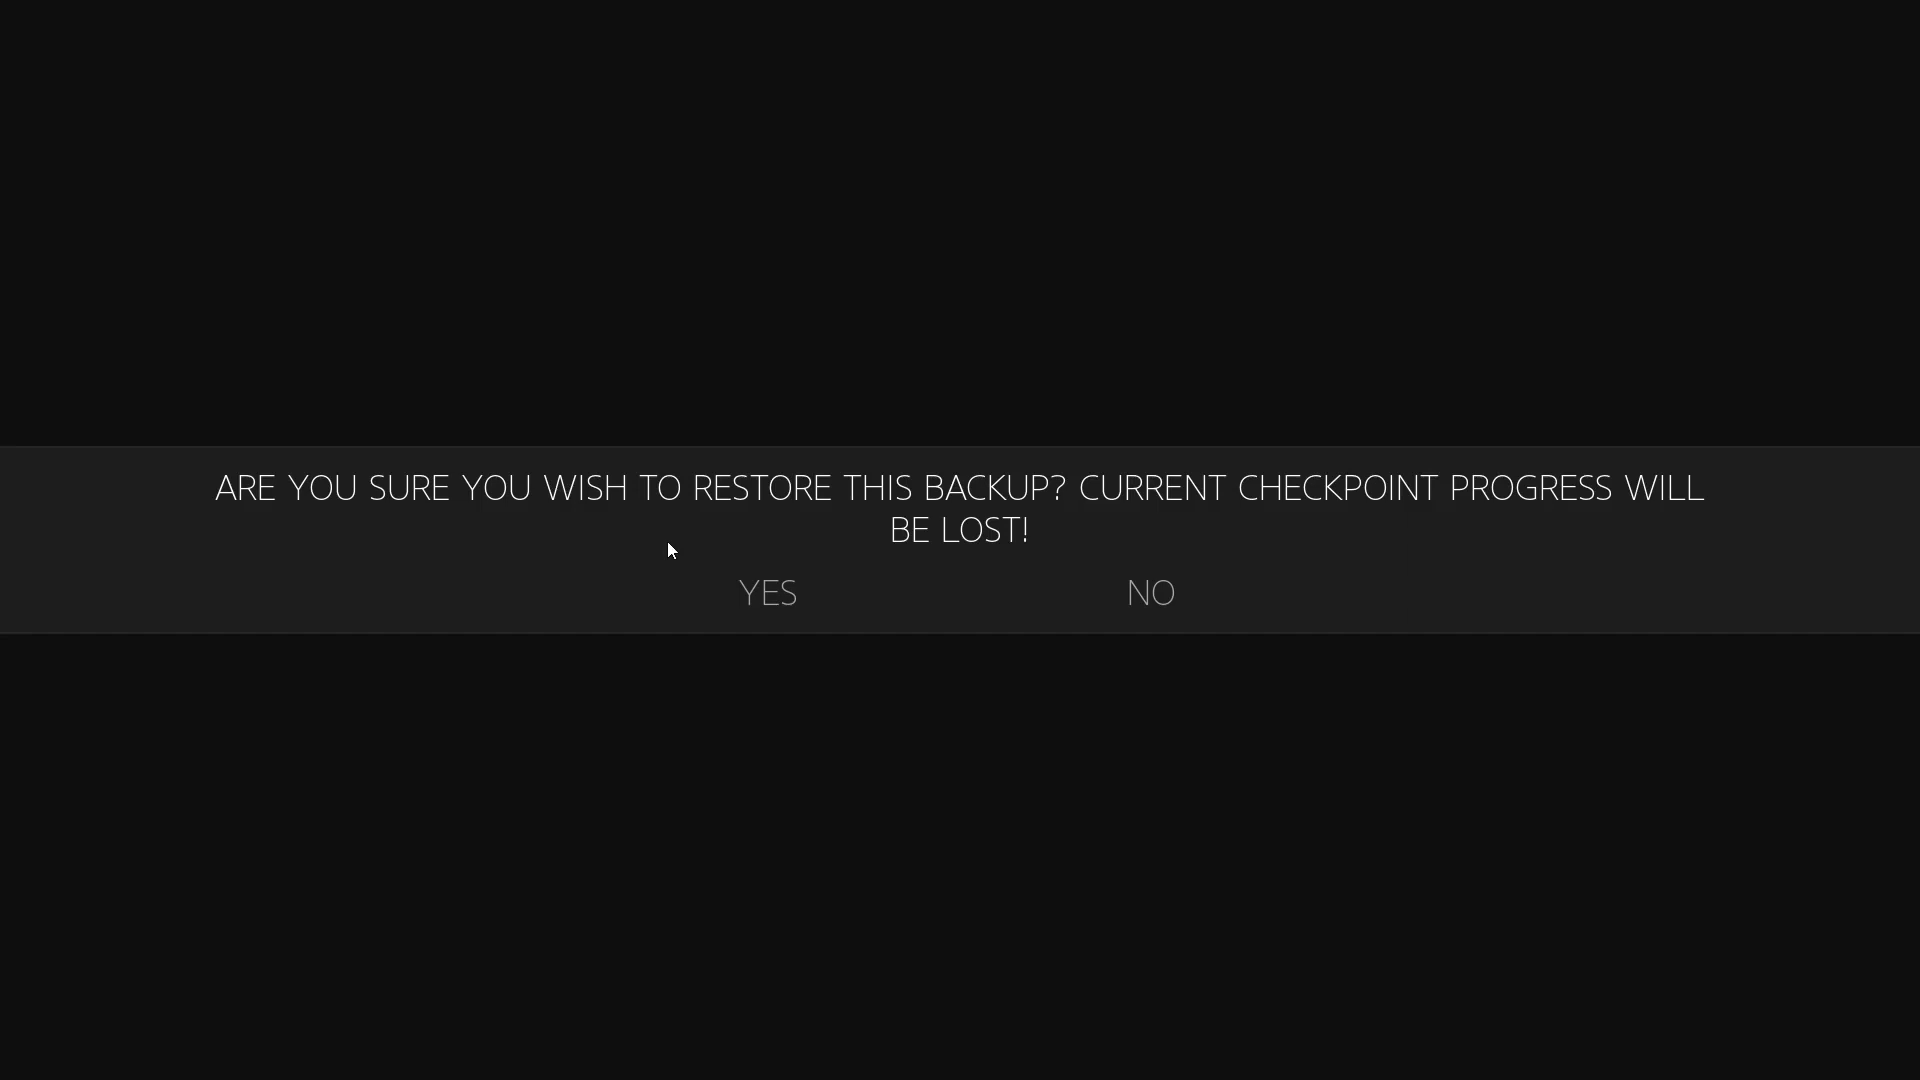 ARE YOU SURE YOU WISH TO RESTORE THIS BACKUP? CURRENT CHECKPOINT PROGRESS WILL
BE LOST!
YES NO